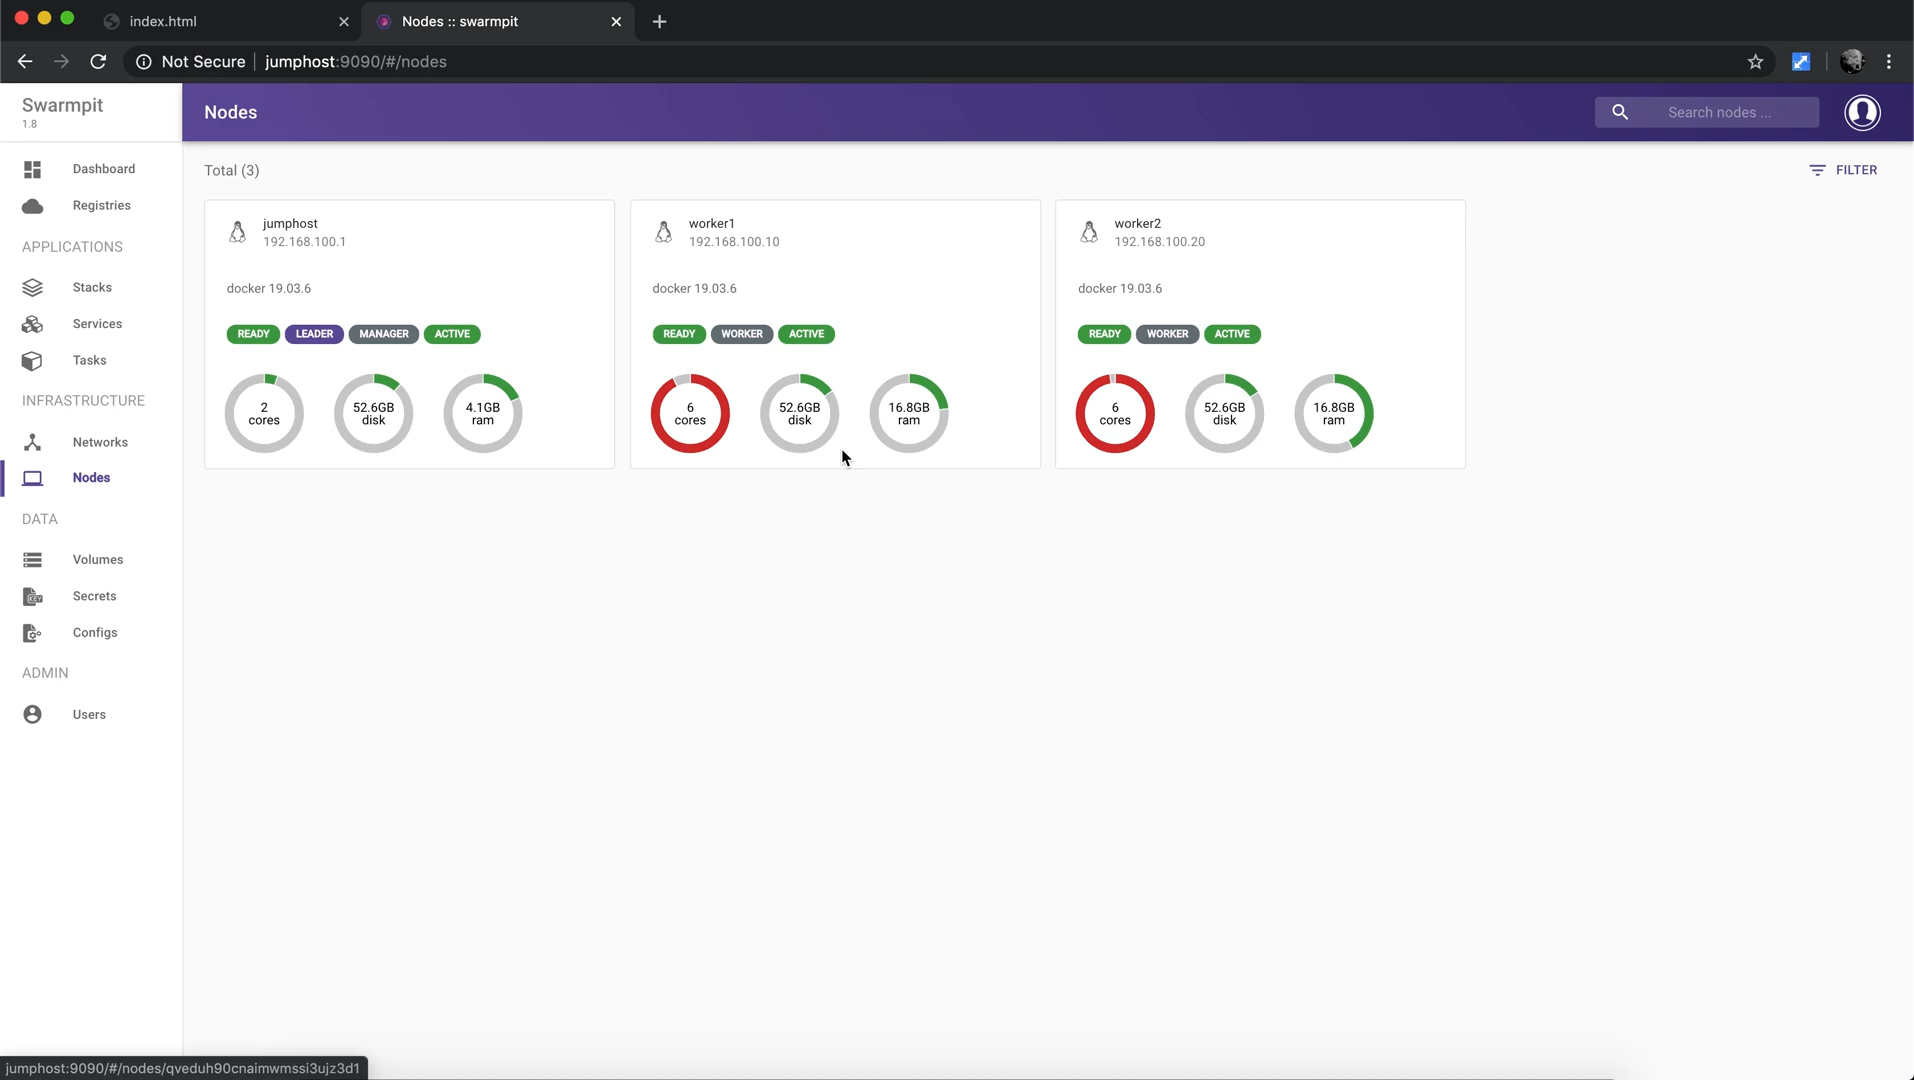 index.html
Nodes :: swarmpit
Not Secure
jumphost:9090/#/nodes
Swarmpit
1.8
Nodes
Search nodes ...
Dashboard
Registries
APPLICATIONS
Stacks
Services
Tasks
INFRASTRUCTURE
Networks
Nodes
DATA
Volumes
KEY
Secrets
Configs
ADMIN
Users
Total (3)
FILTER
jumphost
192.168.100.1
docker 19.03.6
READY LEADER MANAGER ACTIVE
2
cores
52.6GB
disk
4.1GB
ram
worker1
192.168.100.10
docker 19.03.6
READY WORKER ACTIVE
6
cores
52.6GB
disk
16.8GB
ram
worker2
192.168.100.20
docker 19.03.6
READY WORKER ACTIVE
6
cores
52.6GB
disk
16.8GB
ram
jumphost:9090/#/nodes/qveduh90cnaimwmssi3ujz3d1